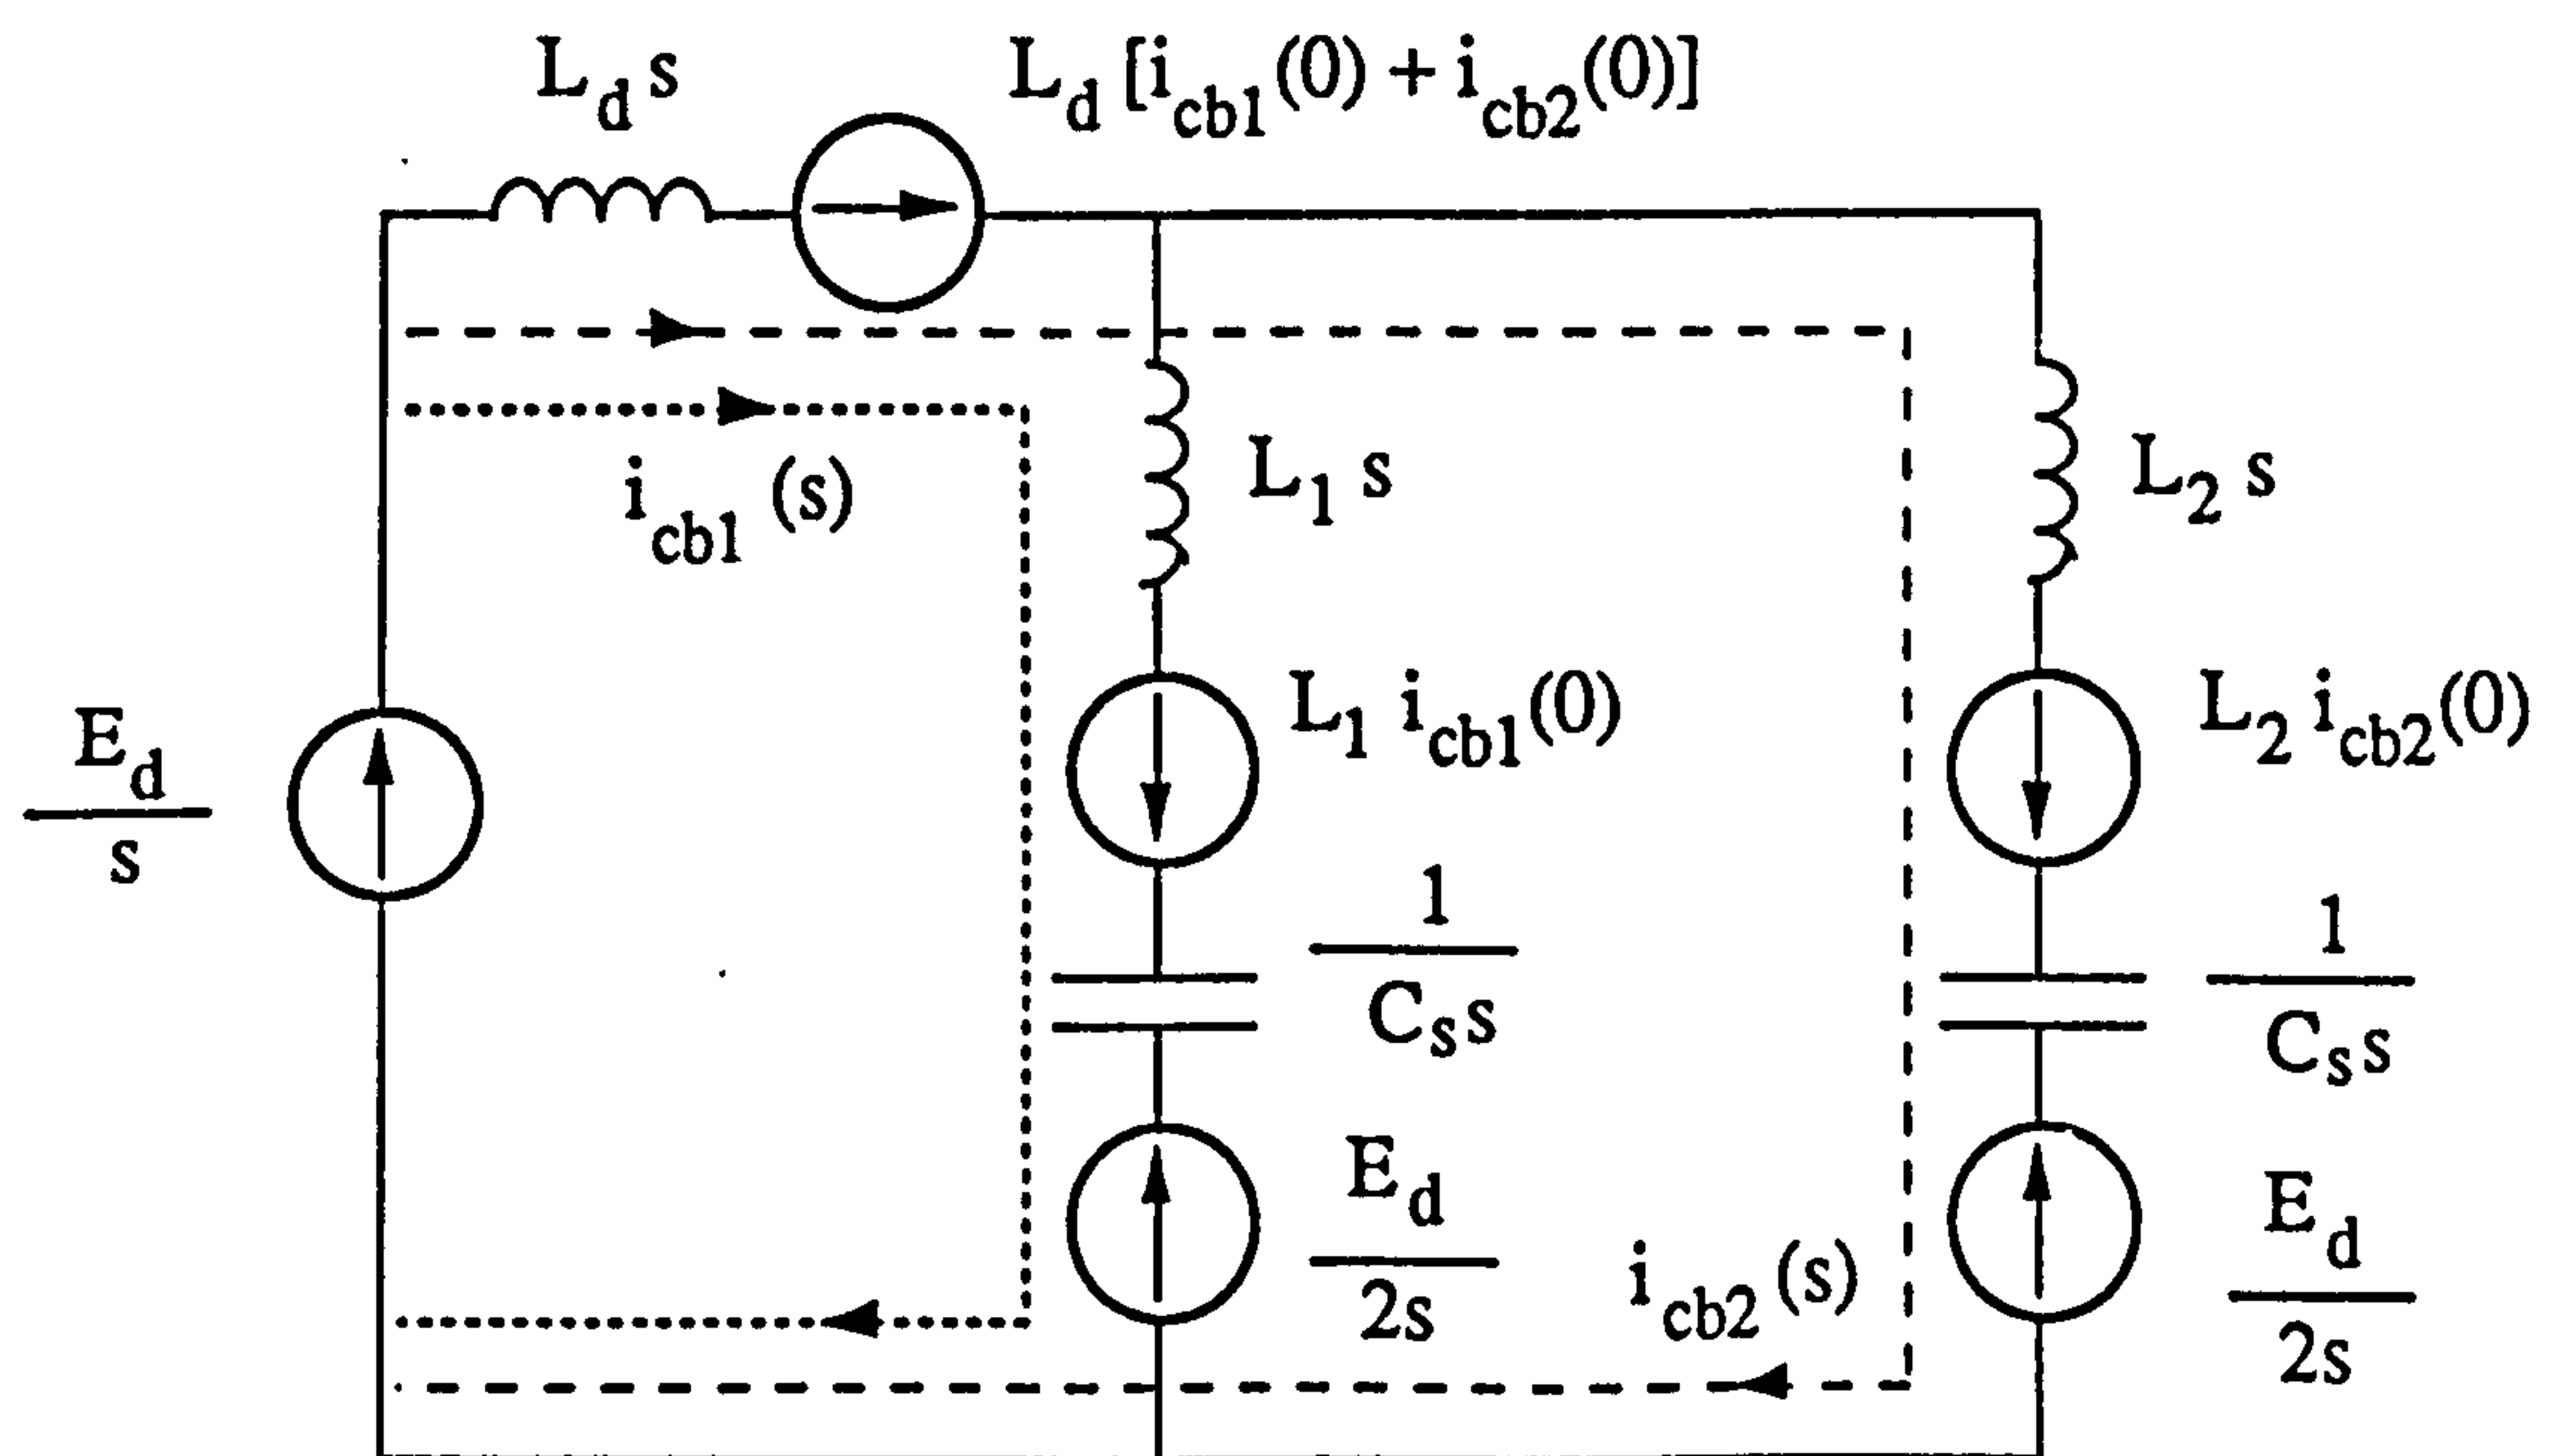 L_d s
L_d [i_cb1(0) + i_cb2(0)]
i_cb1 (s)
L_1 s
L_2 s
E_d
s
L_1 i_cb1(0)
L_2 i_cb2(0)
1
C_s s
1
C_s s
E_d
2s
i_cb2 (s)
E_d
2s